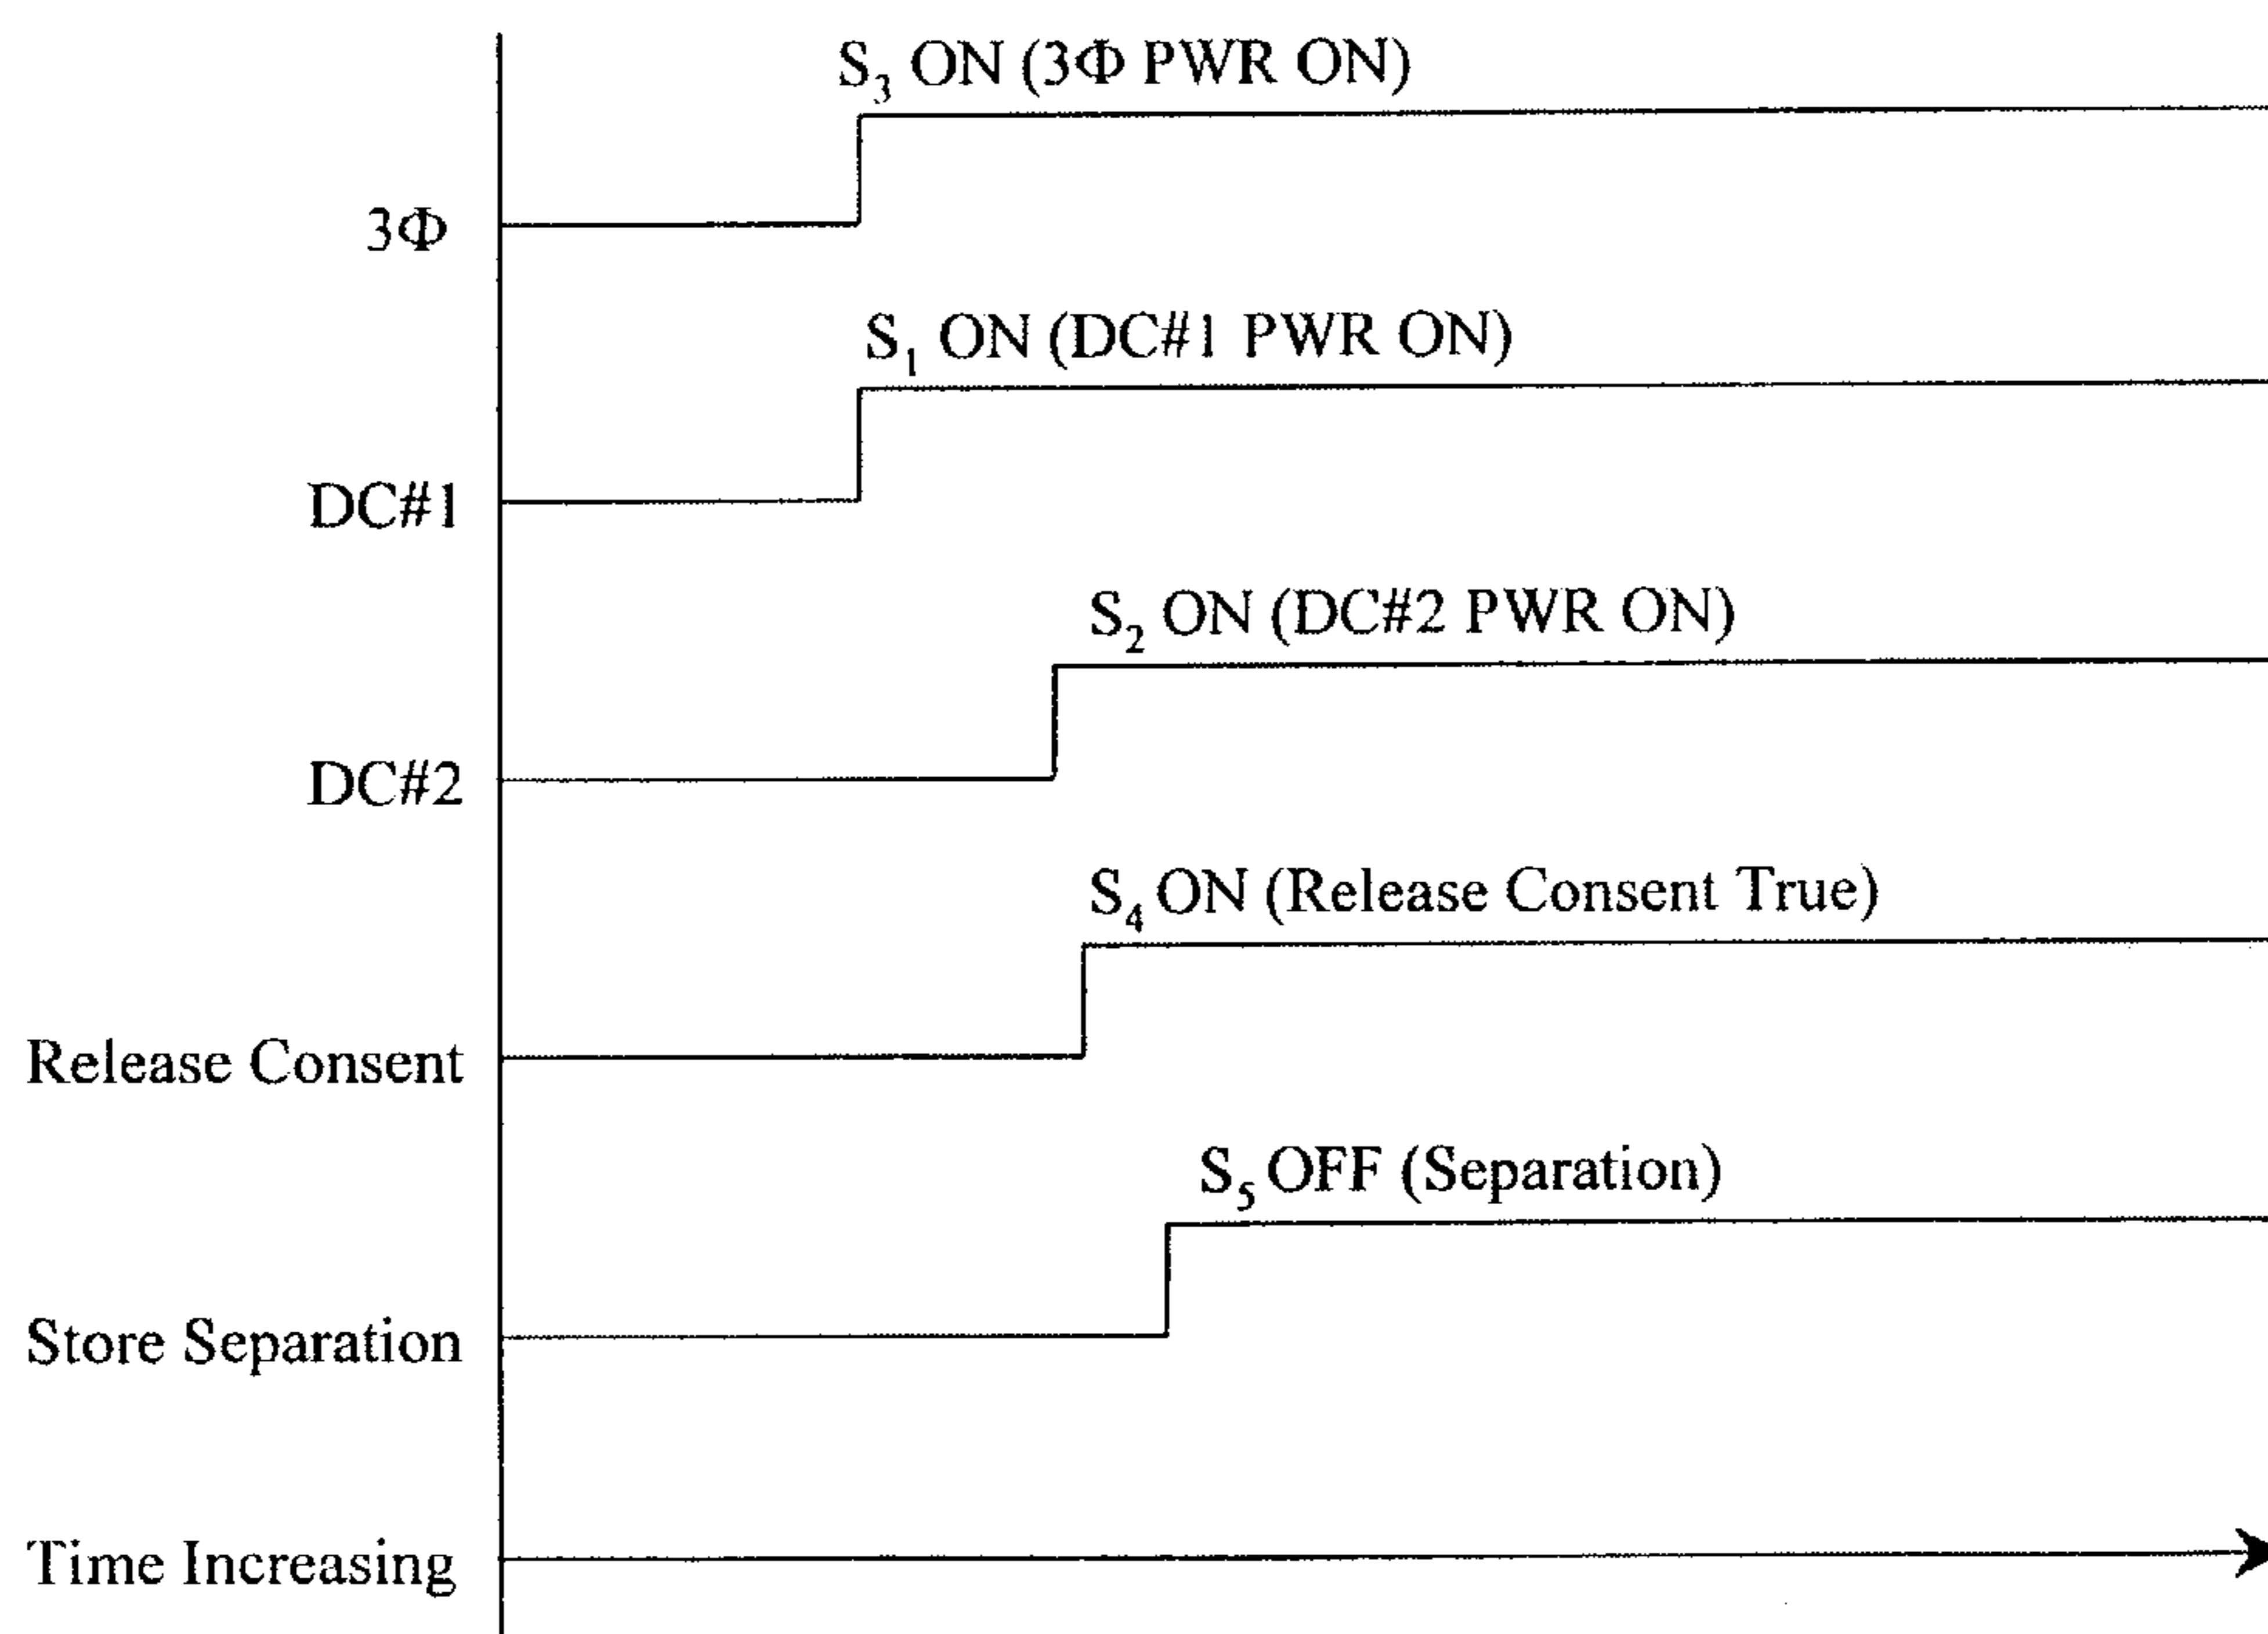 S₃ ON (3Φ PWR ON)
3Φ
S₁ ON (DC#1 PWR ON)
DC#1
S₂ ON (DC#2 PWR ON)
DC#2
S₄ ON (Release Consent True)
Release Consent
S₅ OFF (Separation)
Store Separation
Time Increasing